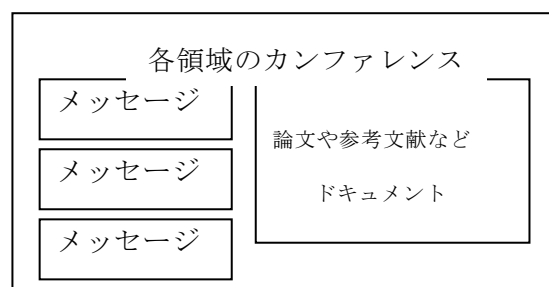 各領域のカンファレンス
メッセージ
メッセージ
メッセージ
論文や参考文献など
ドキュメント